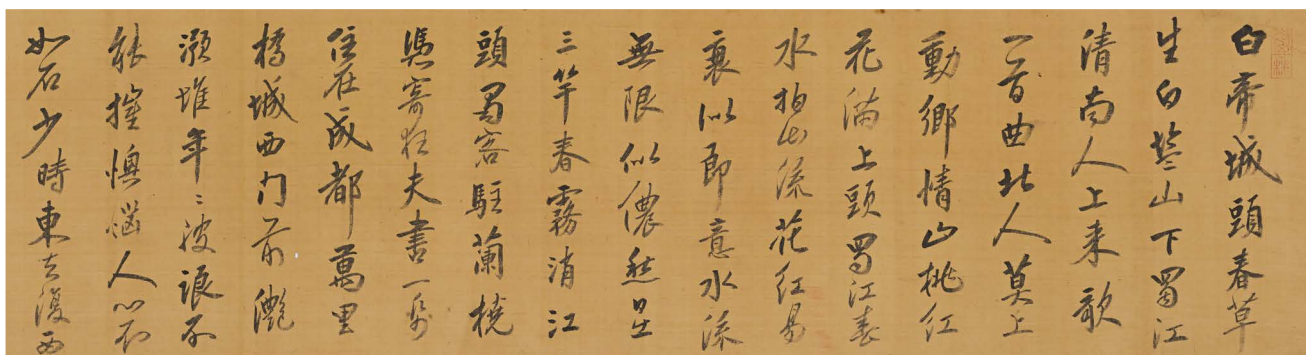 白帝城頭春草
生白鹽山下蜀江
清南人上來歌
一首曲北人莫上
動鄉情山桃紅
花滿上頭蜀江春
水拍山流花紅易
衰似郎意水流
無限似儂愁日
三竿春霧消江
頭蜀客駐蘭橈
憑寄狂夫書一紙
住在成都萬里
橋城西門前灧
澦堆年〻波浪不
能摧懊惱人心不
如石少時東去復西